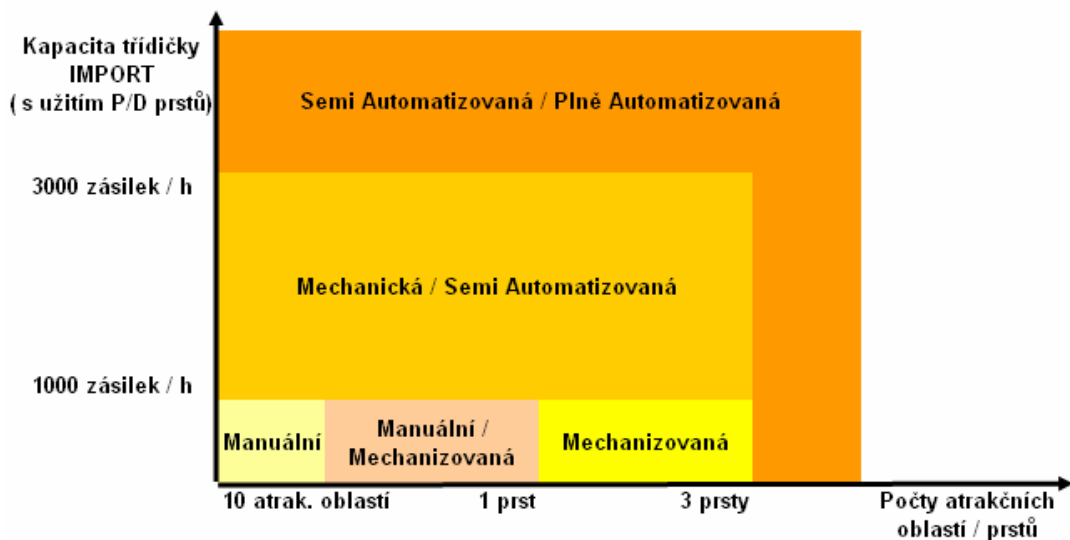 Kapacita třídičky
IMPORT
( s užitím P/D prstů)
Semi Automatizovaná / Plně Automatizovaná
3000 zásilek / h
Mechanická / Semi Automatizovaná
1000 zásilek / h
Manuální
Manuální /
Mechanizovaná
Mechanizovaná
10 atrak. oblastí
1 prst
3 prsty
Počty atrakčních
oblastí / prstů